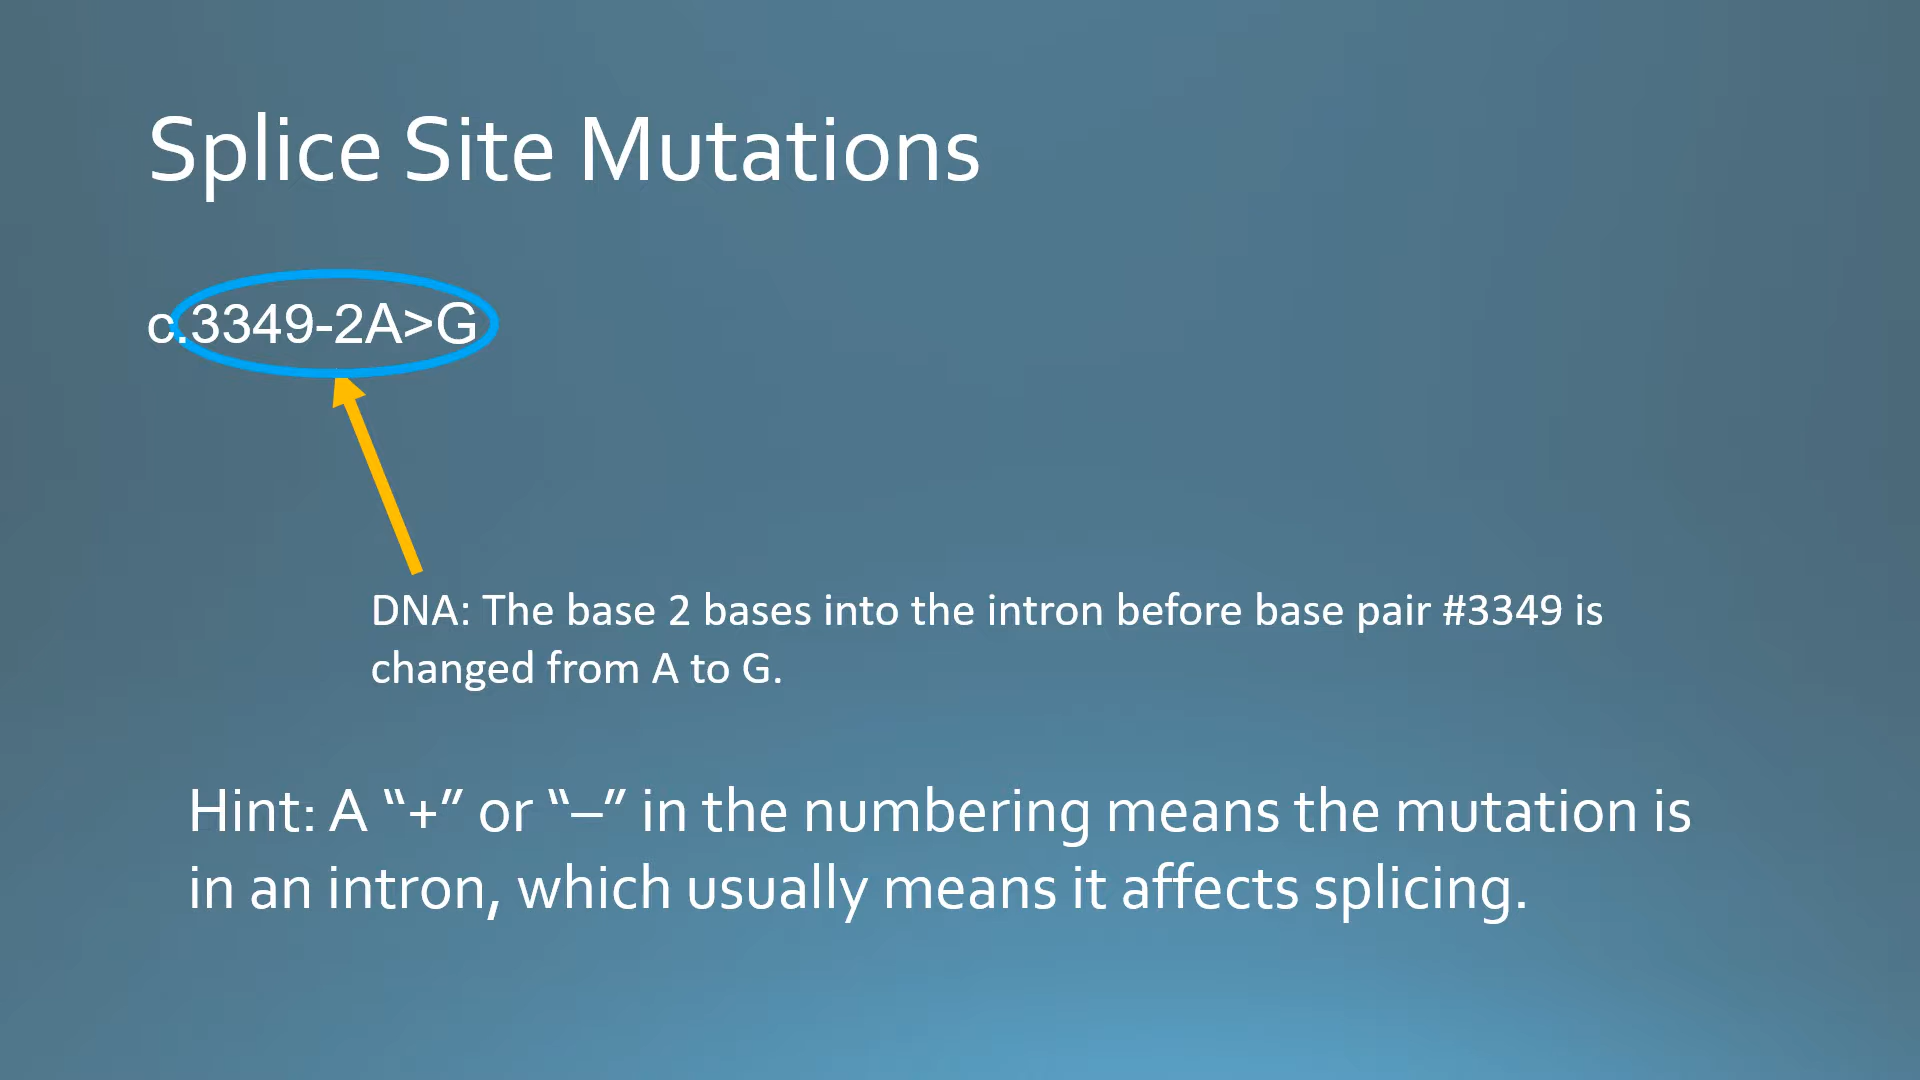 Splice Site Mutations
c.3349-2A>G
DNA: The base 2 bases into the intron before base pair #3349 is
changed from A to G.
Hint: A “+” or “–” in the numbering means the mutation is
in an intron, which usually means it affects splicing.